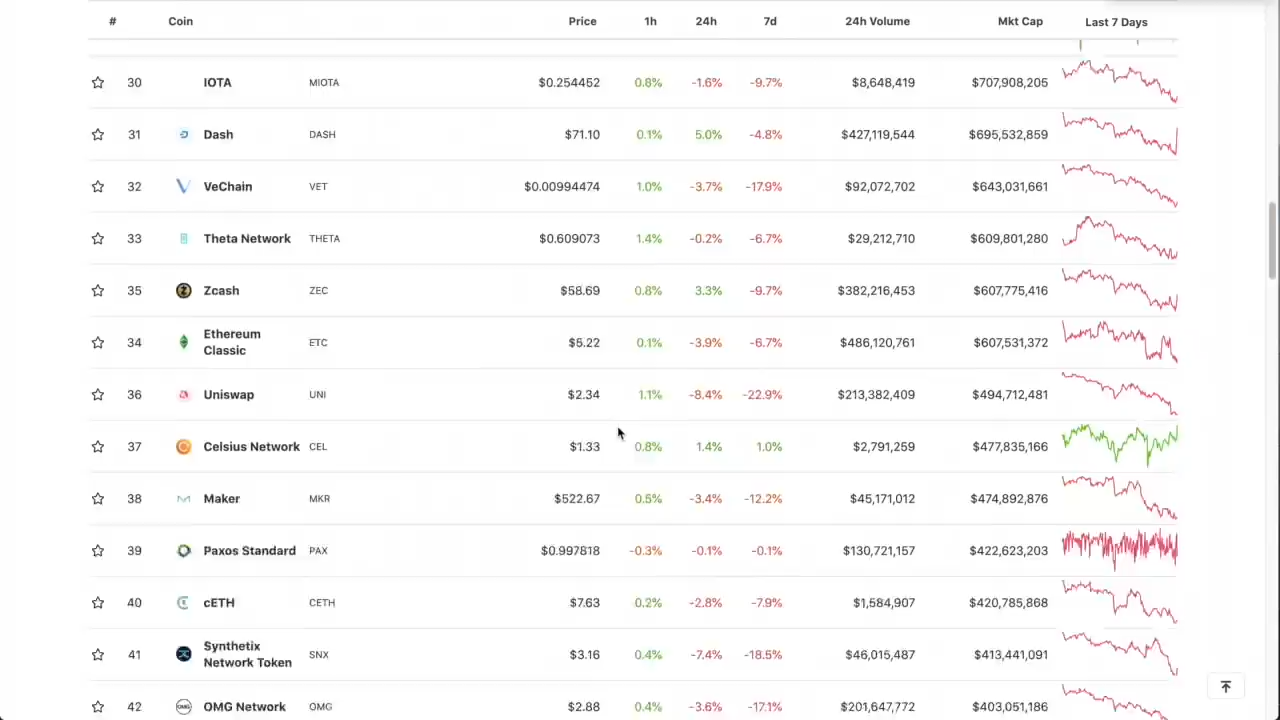 # Coin Price 1h 24h 7d 24h Volume Mkt Cap Last 7 Days
30 IOTA MIOTA $0.254452 0.8% -1.6% -9.7% $8,648,419 $707,908,205
31 Dash DASH $71.10 0.1% 5.0% -4.8% $427,119,544 $695,532,859
32 VeChain VET $0.00994474 1.0% -3.7% -17.9% $92,072,702 $643,031,661
33 Theta Network THETA $0.609073 1.4% -0.2% -6.7% $29,212,710 $609,801,280
35 Zcash ZEC $58.69 0.8% 3.3% -9.7% $382,216,453 $607,775,416
34 Ethereum Classic ETC $5.22 0.1% -3.9% -6.7% $486,120,761 $607,531,372
36 Uniswap UNI $2.34 1.1% -8.4% -22.9% $213,382,409 $494,712,481
37 Celsius Network CEL $1.33 0.8% 1.4% 1.0% $2,791,259 $477,835,166
38 Maker MKR $522.67 0.5% -3.4% -12.2% $45,171,012 $474,892,876
39 Paxos Standard PAX $0.997818 -0.3% -0.1% -0.1% $130,721,157 $422,623,203
40 cETH CETH $7.63 0.2% -2.8% -7.9% $1,584,907 $420,785,868
41 Synthetix Network Token SNX $3.16 0.4% -7.4% -18.5% $46,015,487 $413,441,091
42 OMG Network OMG $2.88 0.4% -3.6% -17.1% $201,647,772 $403,051,186